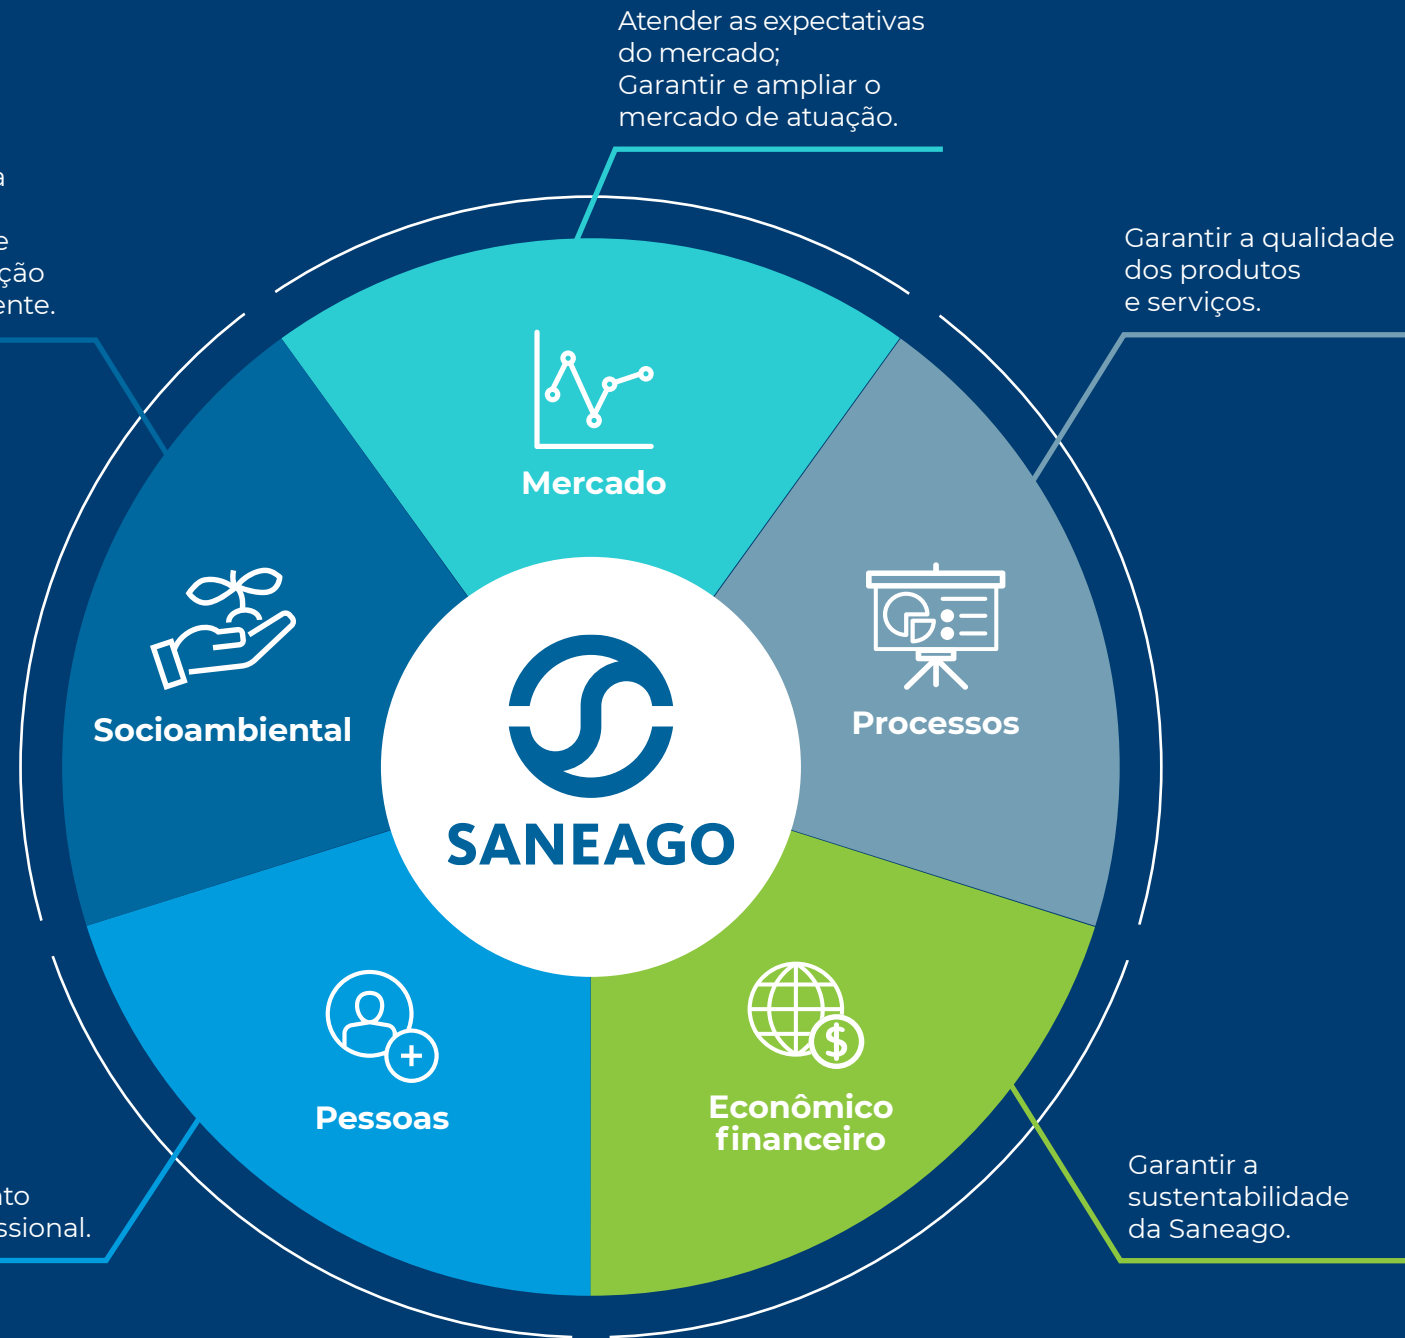 Atender as expectativas
do mercado;
Garantir e ampliar o
mercado de atuação.
Garantir a qualidade
dos produtos
e serviços.
Mercado
Socioambiental
Processos
SANEAGO
Pessoas
Econômico
financeiro
$
Garantir a
sustentabilidade
da Saneago.